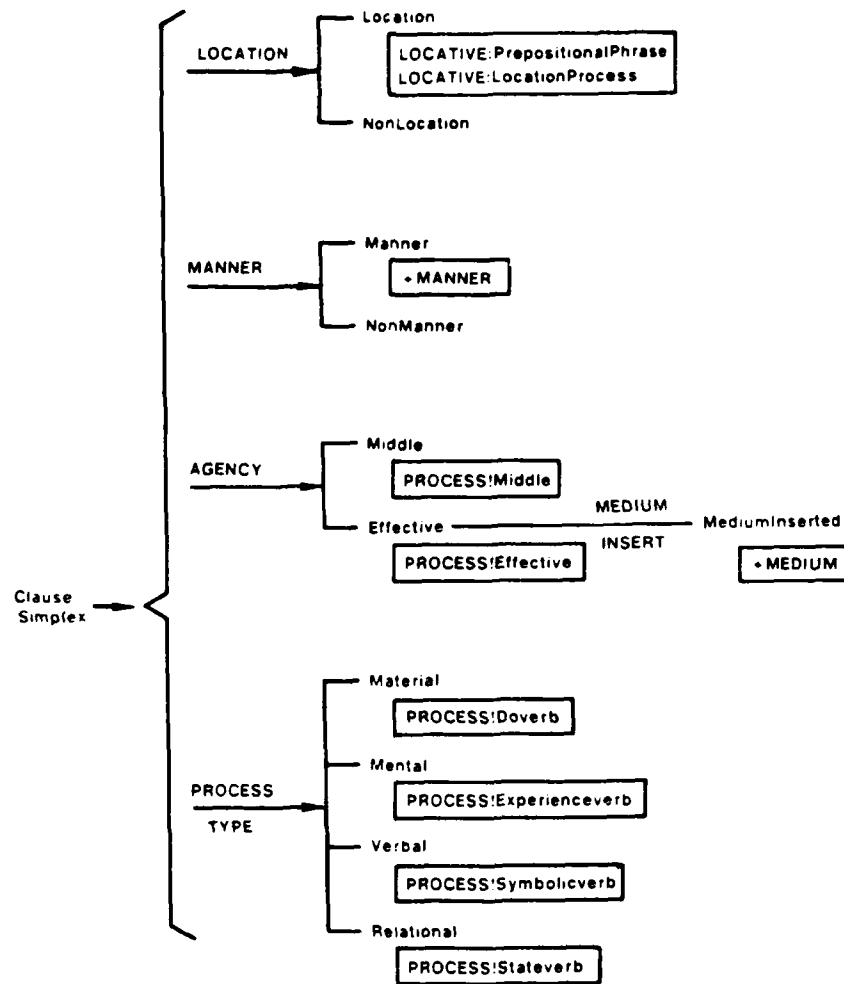 Location
LOCATION
LOCATIVE:PrepositionalPhrase
LOCATIVE:LocationProcess
NonLocation
Manner
MANNER
+ MANNER
NonManner
Middle
AGENCY
PROCESS!Middle
MEDIUM
Effective
MediumInserted
INSERT
PROCESS!Effective
+ MEDIUM
Clause
Simplex
Material
PROCESS!Doverb
Mental
PROCESS
PROCESS!Experienceverb
TYPE
Verbal
PROCESS!Symbolicverb
Relational
PROCESS!Stateverb